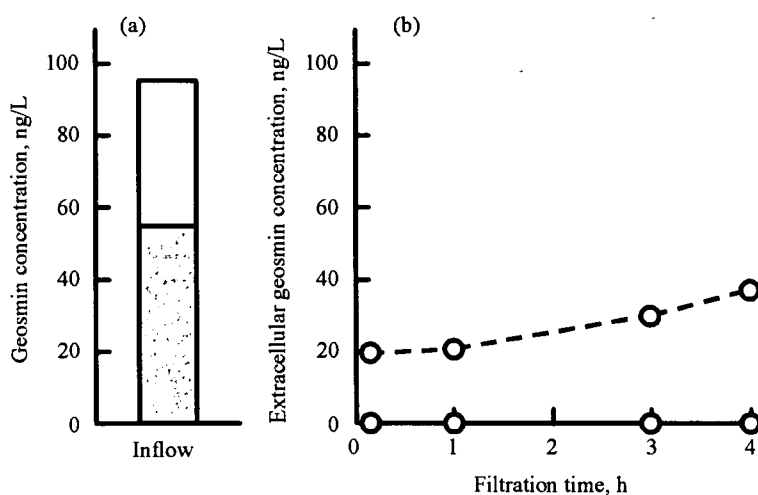 (a)
Geosmin concentration, ng/L
100
80
60
40
20
0
Inflow
(b)
Extracellular geosmin concentration, ng/L
100
80
60
40
20
0
0
1
2
3
4
Filtration time, h